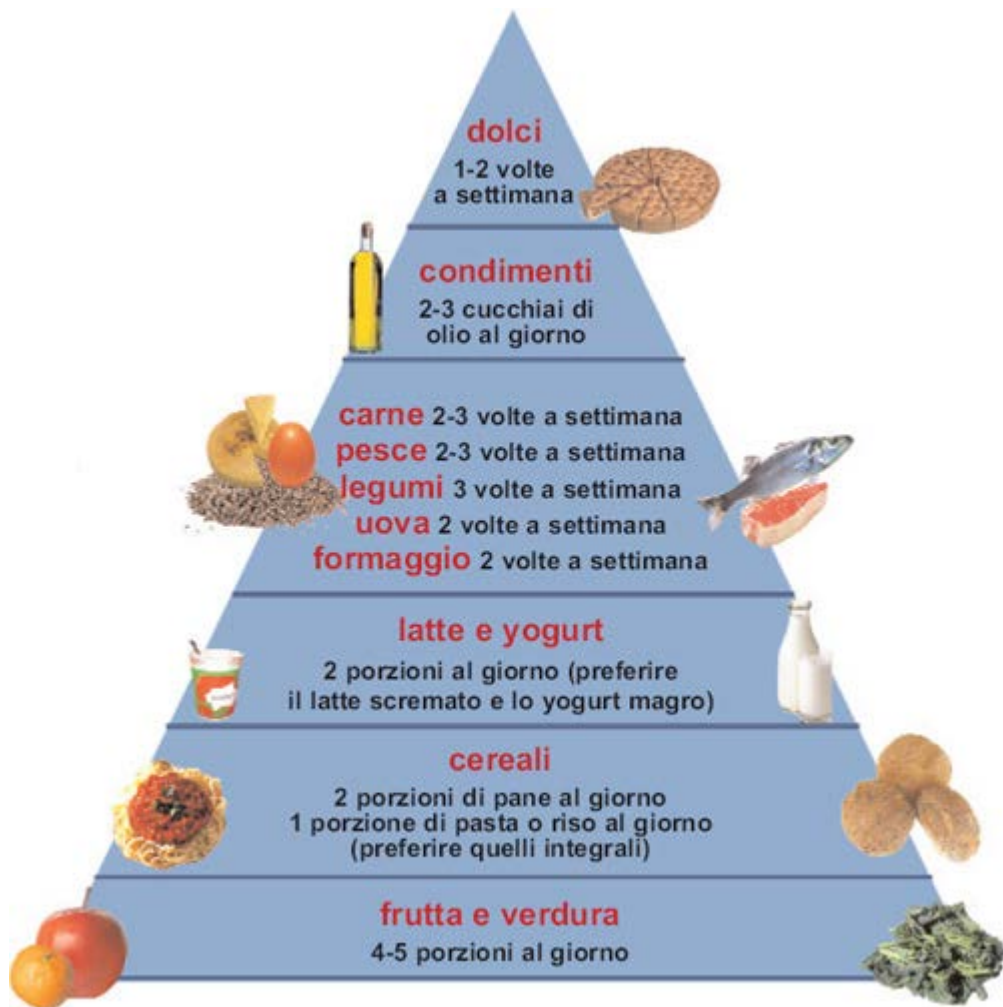 dolci
1-2 volte
a settimana
condimenti
2-3 cucchiai di
olio al giorno
carne 2-3 volte a settimana
pesce 2-3 volte a settimana
legumi 3 volte a settimana
uova 2 volte a settimana
formaggio 2 volte a settimana
latte e yogurt
2 porzioni al giorno (preferire
il latte scremato e lo yogurt magro)
cereali
2 porzioni di pane al giorno
1 porzione di pasta o riso al giorno
(preferire quelli integrali)
frutta e verdura
4-5 porzioni al giorno